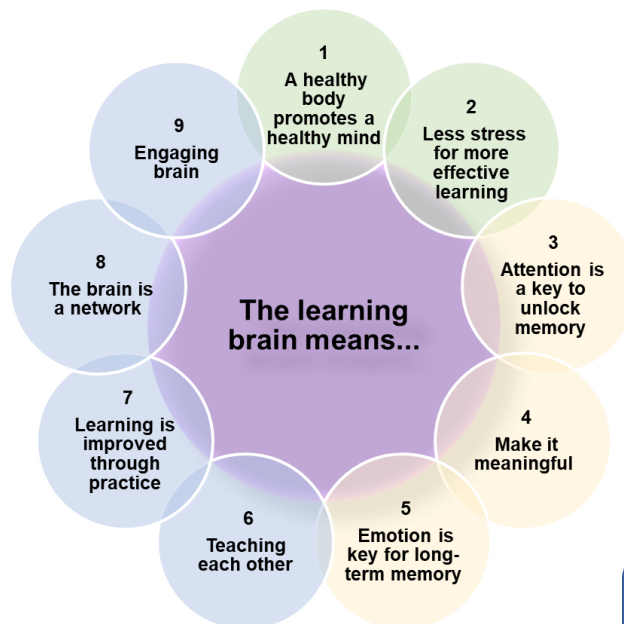 The learning
brain means...
1
A healthy
body
promotes a
healthy mind
2
Less stress
for more
effective
learning
3
Attention is
a key to
unlock
memory
4
Make it
meaningful
5
Emotion is
key for long-
term memory
6
Teaching
each other
7
Learning is
improved
through
practice
8
The brain is
a network
9
Engaging
brain